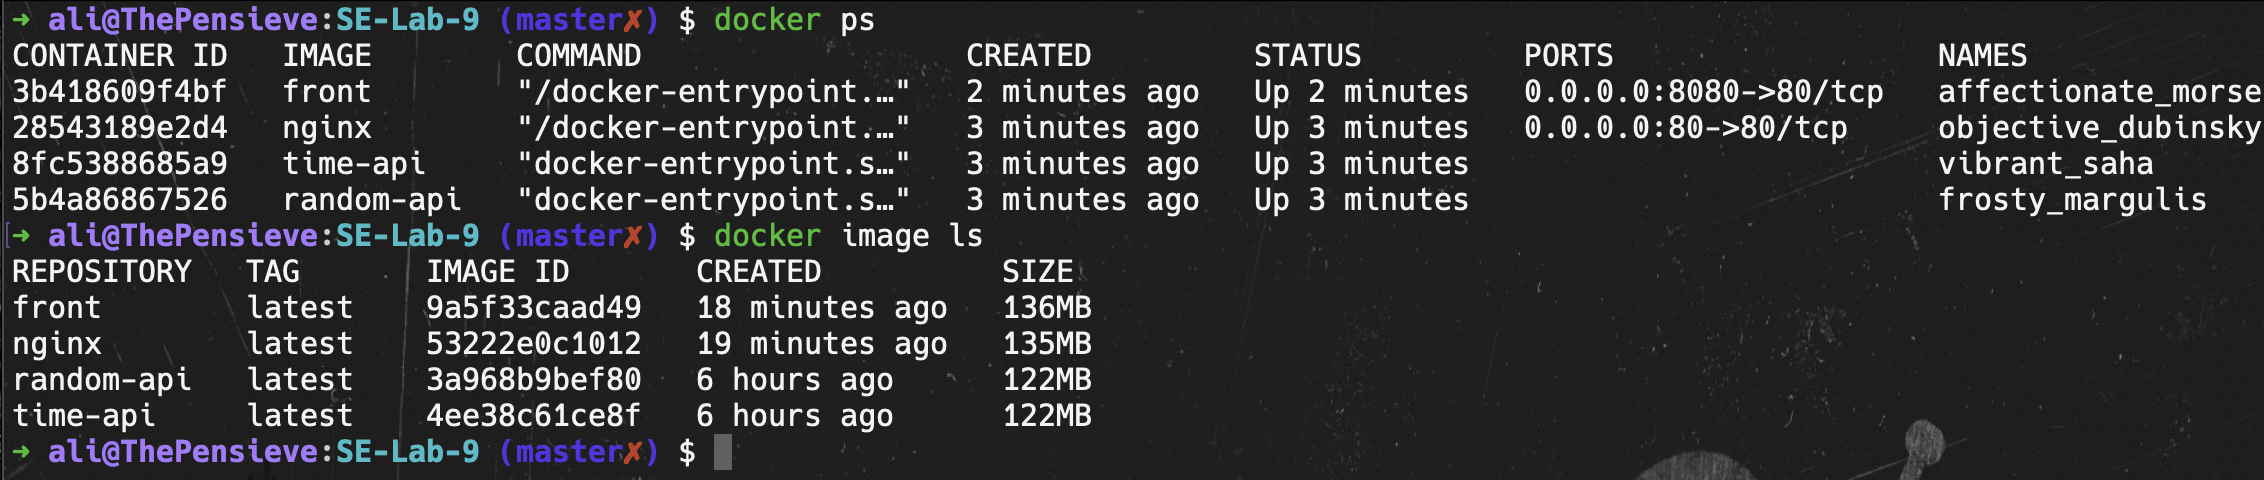 ➜ ali@ThePensieve:SE-Lab-9 (master✗) $ docker ps
CONTAINER ID   IMAGE        COMMAND                  CREATED         STATUS         PORTS                  NAMES
3b418609f4bf   front        "/docker-entrypoint.…"   2 minutes ago   Up 2 minutes   0.0.0.0:8080->80/tcp   affectionate_morse
28543189e2d4   nginx        "/docker-entrypoint.…"   3 minutes ago   Up 3 minutes   0.0.0.0:80->80/tcp     objective_dubinsky
8fc5388685a9   time-api     "docker-entrypoint.s…"   3 minutes ago   Up 3 minutes                          vibrant_saha
5b4a86867526   random-api   "docker-entrypoint.s…"   3 minutes ago   Up 3 minutes                          frosty_margulis
[➜ ali@ThePensieve:SE-Lab-9 (master✗) $ docker image ls
REPOSITORY   TAG       IMAGE ID       CREATED          SIZE
front        latest    9a5f33caad49   18 minutes ago   136MB
nginx        latest    53222e0c1012   19 minutes ago   135MB
random-api   latest    3a968b9bef80   6 hours ago      122MB
time-api     latest    4ee38c61ce8f   6 hours ago      122MB
➜ ali@ThePensieve:SE-Lab-9 (master✗) $